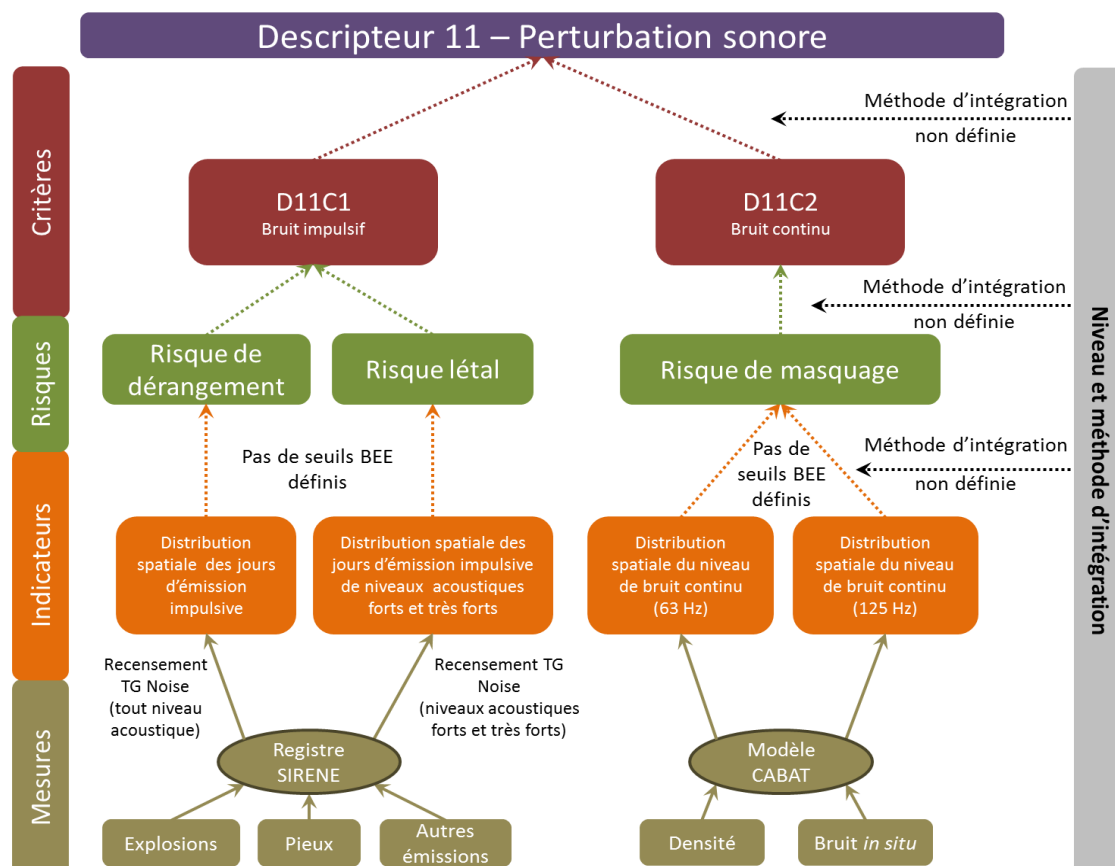 Descripteur 11 – Perturbation sonore
Critères
Méthode d'intégration
non définie
D11C1
Bruit impulsif
D11C2
Bruit continu
Méthode d'intégration
non définie
Niveau et méthode d'intégration
Risques
Risque de
dérangement
Risque létal
Risque de masquage
Indicateurs
Pas de seuils BEE
définis
Pas de
seuils BEE
définis
Méthode d'intégration
non définie
Distribution
spatiale des jours
d'émission
impulsive
Distribution spatiale des
jours d'émission impulsive
de niveaux acoustiques
forts et très forts
Distribution
spatiale du niveau
de bruit continu
(63 Hz)
Distribution
spatiale du niveau
de bruit continu
(125 Hz)
Mesures
Recensement
TG Noise
(tout niveau
acoustique)
Recensement TG
Noise
(niveaux acoustiques
forts et très forts)
Registre
SIRENE
Modèle
CABAT
Explosions
Pieux
Autres
émissions
Densité
Bruit in situ